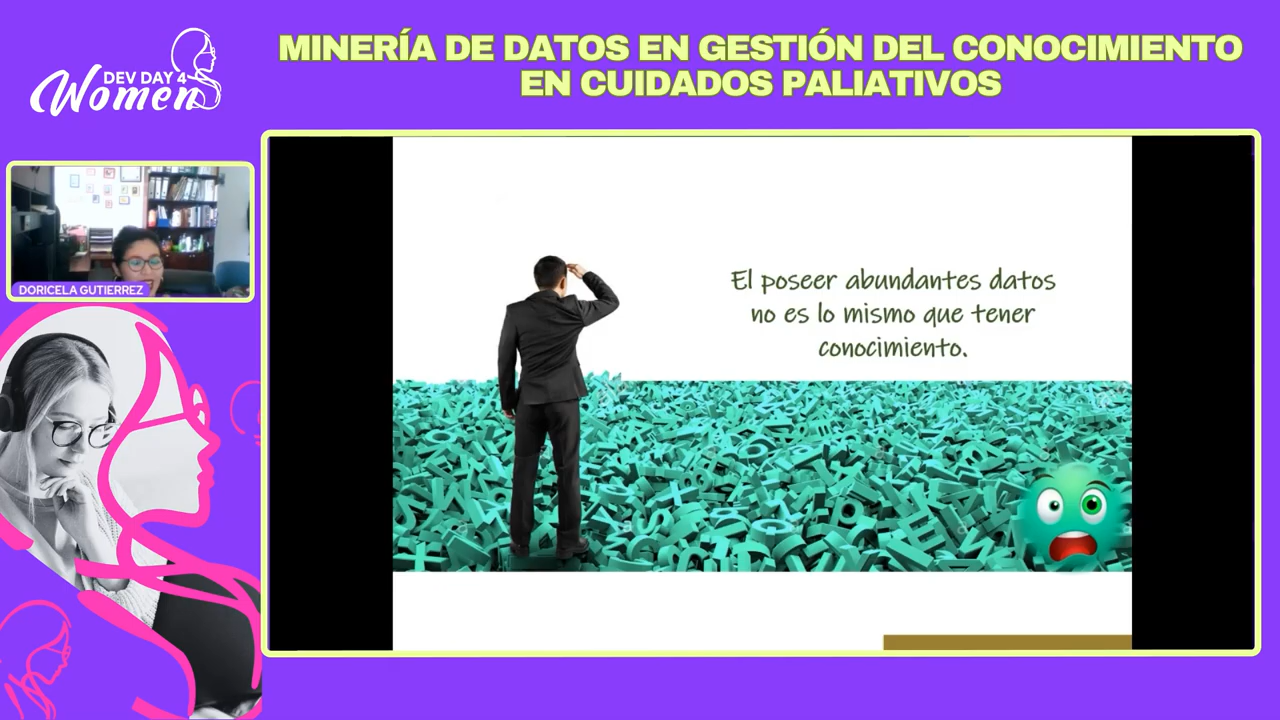 DEV DAY 4
Women
MINERÍA DE DATOS EN GESTIÓN DEL CONOCIMIENTO
EN CUIDADOS PALIATIVOS
DORICELA GUTIERREZ
El poseer abundantes datos
no es lo mismo que tener
conocimiento.